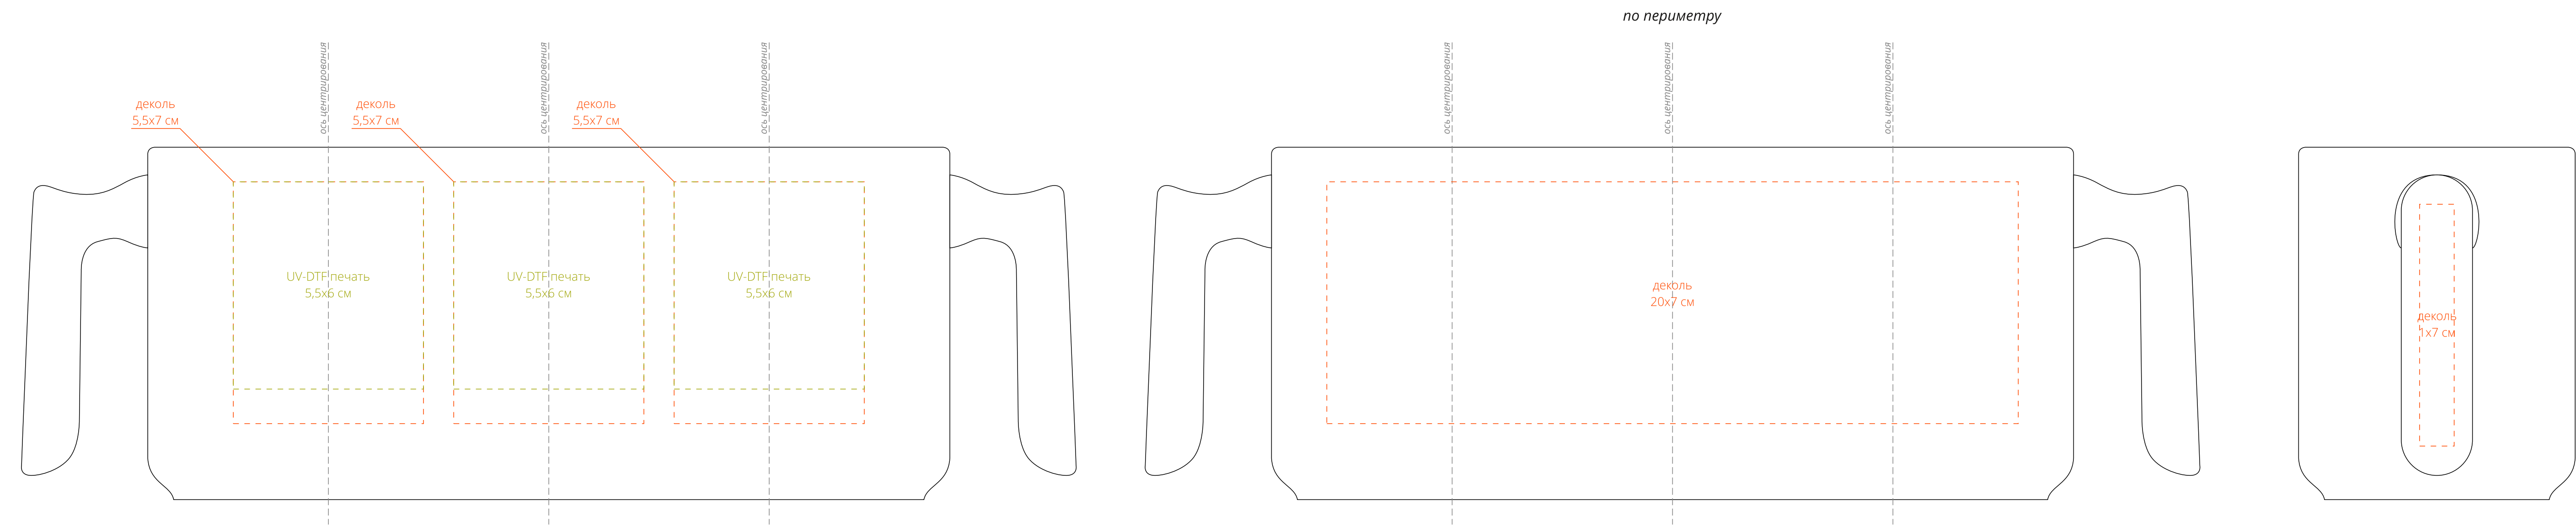 по периметру
ось центрирования
ось центрирования
ось центрирования
ось центрирования
ось центрирования
ось центрирования
деколь
5,5х7 см
деколь
5,5х7 см
деколь
5,5х7 см
UV-DTF печать
5,5х6 см
UV-DTF печать
5,5х6 см
UV-DTF печать
5,5х6 см
деколь
20х7 см
деколь
1х7 см